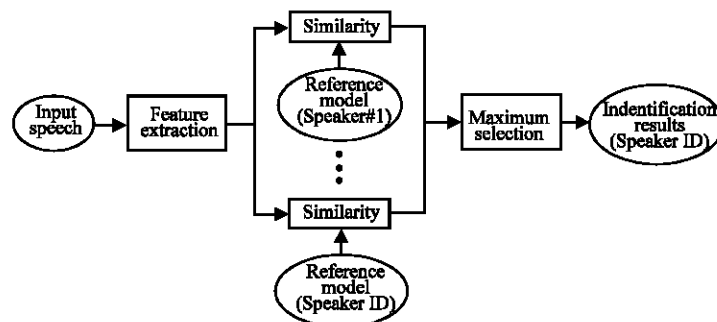 Similarity
Input
speech
Feature
extraction
Reference
model
(Speaker#1)
Maximum
selection
Indentification
results
(Speaker ID)
Similarity
Reference
model
(Speaker ID)